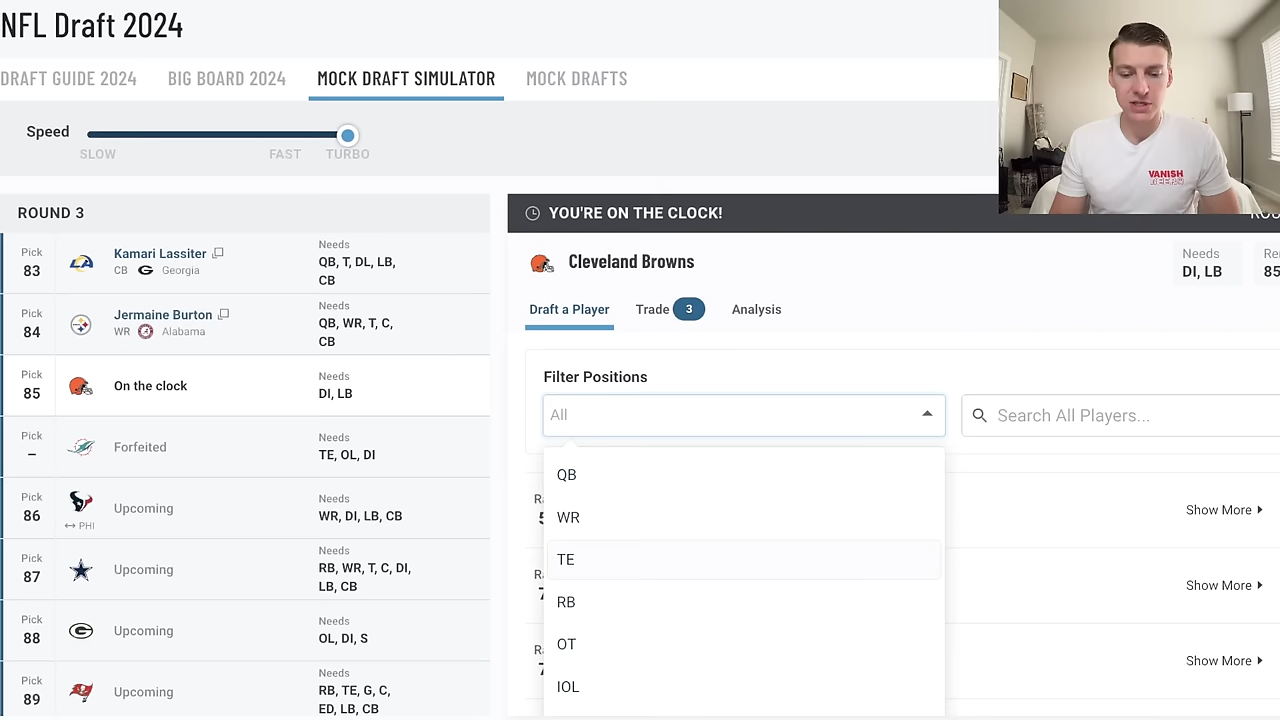 NFL Draft 2024
DRAFT GUIDE 2024 BIG BOARD 2024 MOCK DRAFT SIMULATOR MOCK DRAFTS
Speed
SLOW FAST TURBO
VANISH
ROUND 3
Pick 83
Kamari Lassiter
CB Georgia
Needs
QB, T, DL, LB,
CB
Pick 84
Jermaine Burton
WR Alabama
Needs
QB, WR, T, C,
CB
Pick 85
On the clock
Needs
DI, LB
Pick –
Forfeited
Needs
TE, OL, DI
Pick 86
↔ PHI
Upcoming
Needs
WR, DI, LB, CB
Pick 87
Upcoming
Needs
RB, WR, T, C, DI,
LB, CB
Pick 88
Upcoming
Needs
OL, DI, S
Pick 89
Upcoming
Needs
RB, TE, G, C,
ED, LB, CB
YOU'RE ON THE CLOCK!
Cleveland Browns
Needs
DI, LB
85
Draft a Player Trade 3 Analysis
Filter Positions
All
Search All Players...
QB
WR
TE
RB
OT
IOL
Show More
Show More
Show More